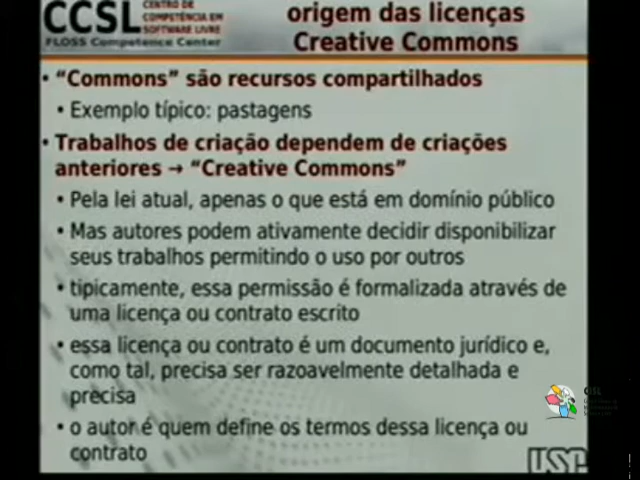 CCSL
CENTRO DE
COMPETÊNCIA EM
SOFTWARE LIVRE
FLOSS Competence Center
origem das licenças
Creative Commons
• “Commons” são recursos compartilhados
• Exemplo típico: pastagens
• Trabalhos de criação dependem de criações
anteriores → “Creative Commons”
• Pela lei atual, apenas o que está em domínio público
• Mas autores podem ativamente decidir disponibilizar
seus trabalhos permitindo o uso por outros
• tipicamente, essa permissão é formalizada através de
uma licença ou contrato escrito
• essa licença ou contrato é um documento jurídico e,
como tal, precisa ser razoavelmente detalhada e
precisa
• o autor é quem define os termos dessa licença ou
contrato
USP